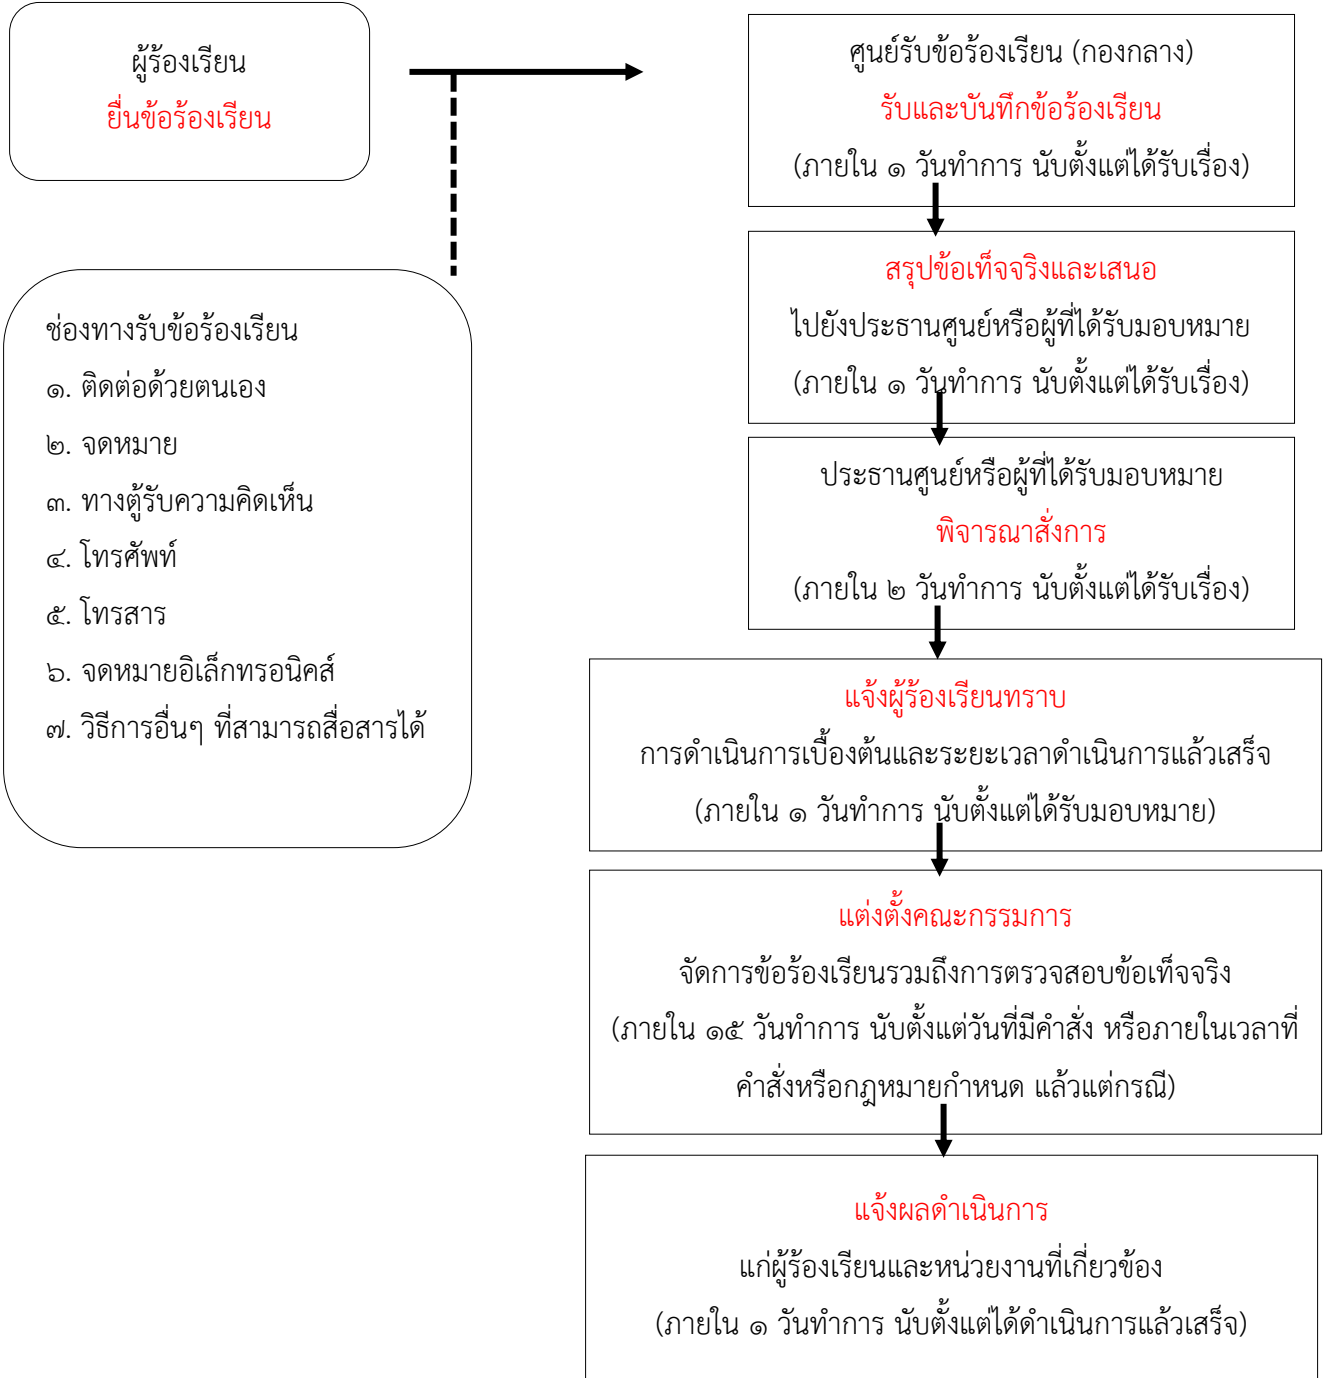 ผู้ร้องเรียน
ยื่นข้อร้องเรียน
ช่องทางรับข้อร้องเรียน
๑. ติดต่อด้วยตนเอง
๒. จดหมาย
๓. ทางตู้รับความคิดเห็น
๔. โทรศัพท์
๕. โทรสาร
๖. จดหมายอิเล็กทรอนิคส์
๗. วิธีการอื่นๆ ที่สามารถสื่อสารได้
ศูนย์รับข้อร้องเรียน (กองกลาง)
รับและบันทึกข้อร้องเรียน
(ภายใน ๑ วันทำการ นับตั้งแต่ได้รับเรื่อง)
สรุปข้อเท็จจริงและเสนอ
ไปยังประธานศูนย์หรือผู้ที่ได้รับมอบหมาย
(ภายใน ๑ วันทำการ นับตั้งแต่ได้รับเรื่อง)
ประธานศูนย์หรือผู้ที่ได้รับมอบหมาย
พิจารณาสั่งการ
(ภายใน ๒ วันทำการ นับตั้งแต่ได้รับเรื่อง)
แจ้งผู้ร้องเรียนทราบ
การดำเนินการเบื้องต้นและระยะเวลาดำเนินการแล้วเสร็จ
(ภายใน ๑ วันทำการ นับตั้งแต่ได้รับมอบหมาย)
แต่งตั้งคณะกรรมการ
จัดการข้อร้องเรียนรวมถึงการตรวจสอบข้อเท็จจริง
(ภายใน ๑๕ วันทำการ นับตั้งแต่วันที่มีคำสั่ง หรือภายในเวลาที่
คำสั่งหรือกฎหมายกำหนด แล้วแต่กรณี)
แจ้งผลดำเนินการ
แก่ผู้ร้องเรียนและหน่วยงานที่เกี่ยวข้อง
(ภายใน ๑ วันทำการ นับตั้งแต่ได้ดำเนินการแล้วเสร็จ)